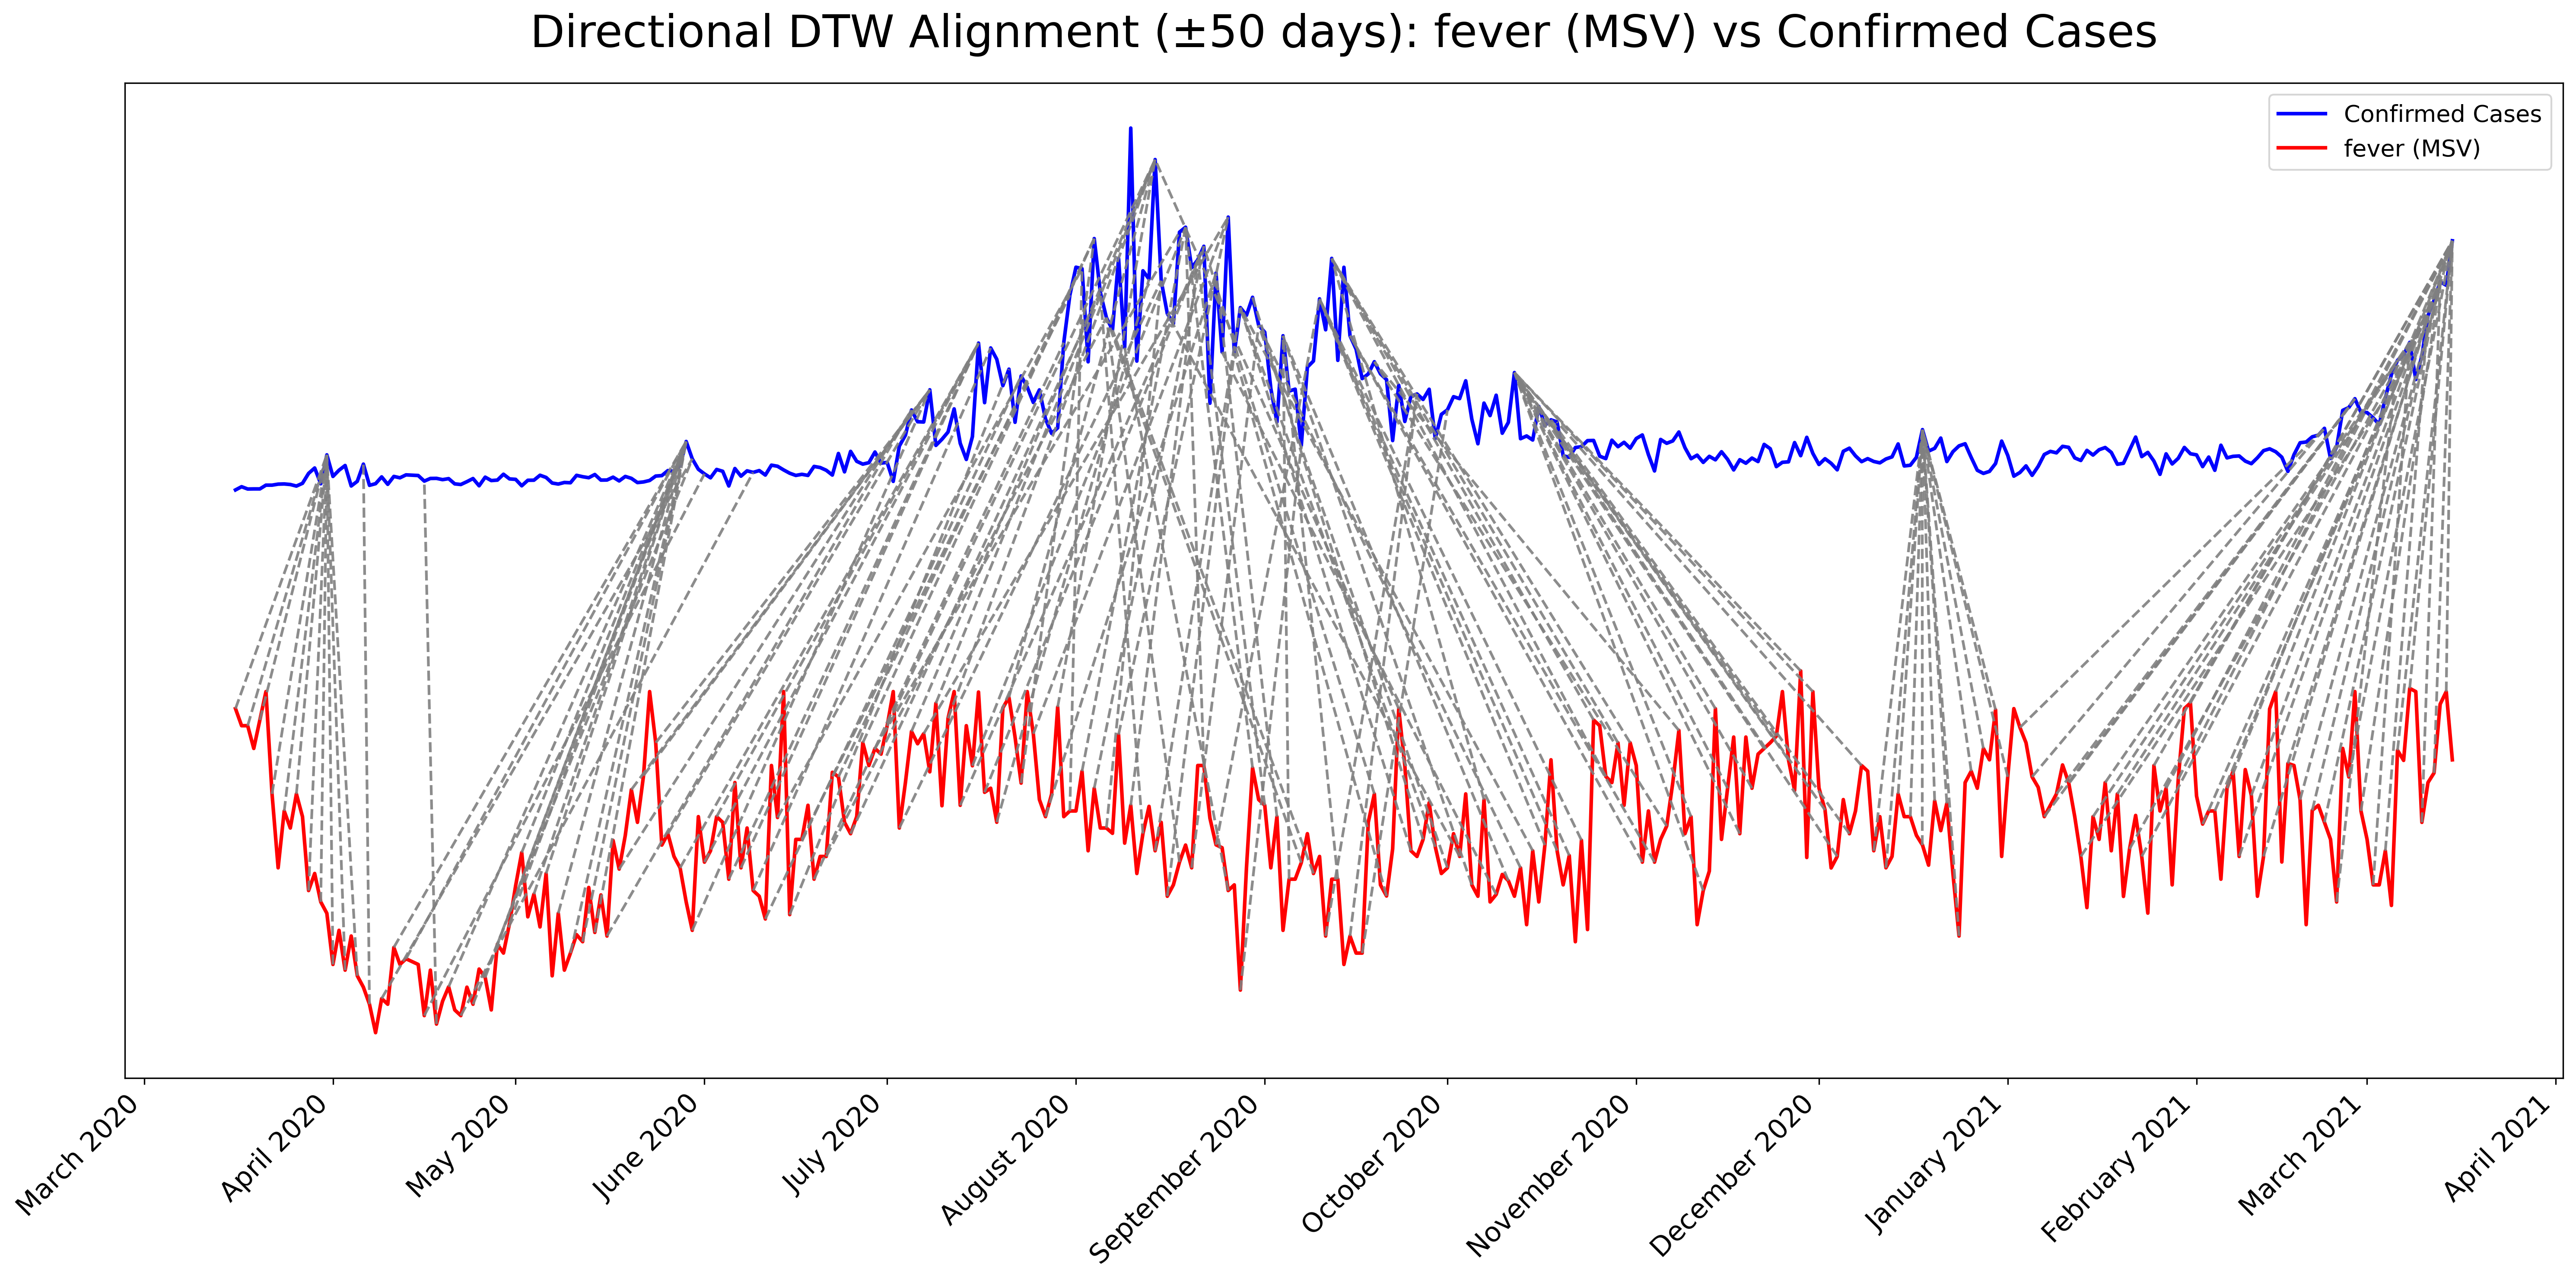 Directional DTW Alignment (±50 days): fever (MSV) vs Confirmed Cases
Confirmed Cases
fever (MSV)
March 2020
April 2020
May 2020
June 2020
July 2020
August 2020
September 2020
October 2020
November 2020
December 2020
January 2021
February 2021
March 2021
April 2021